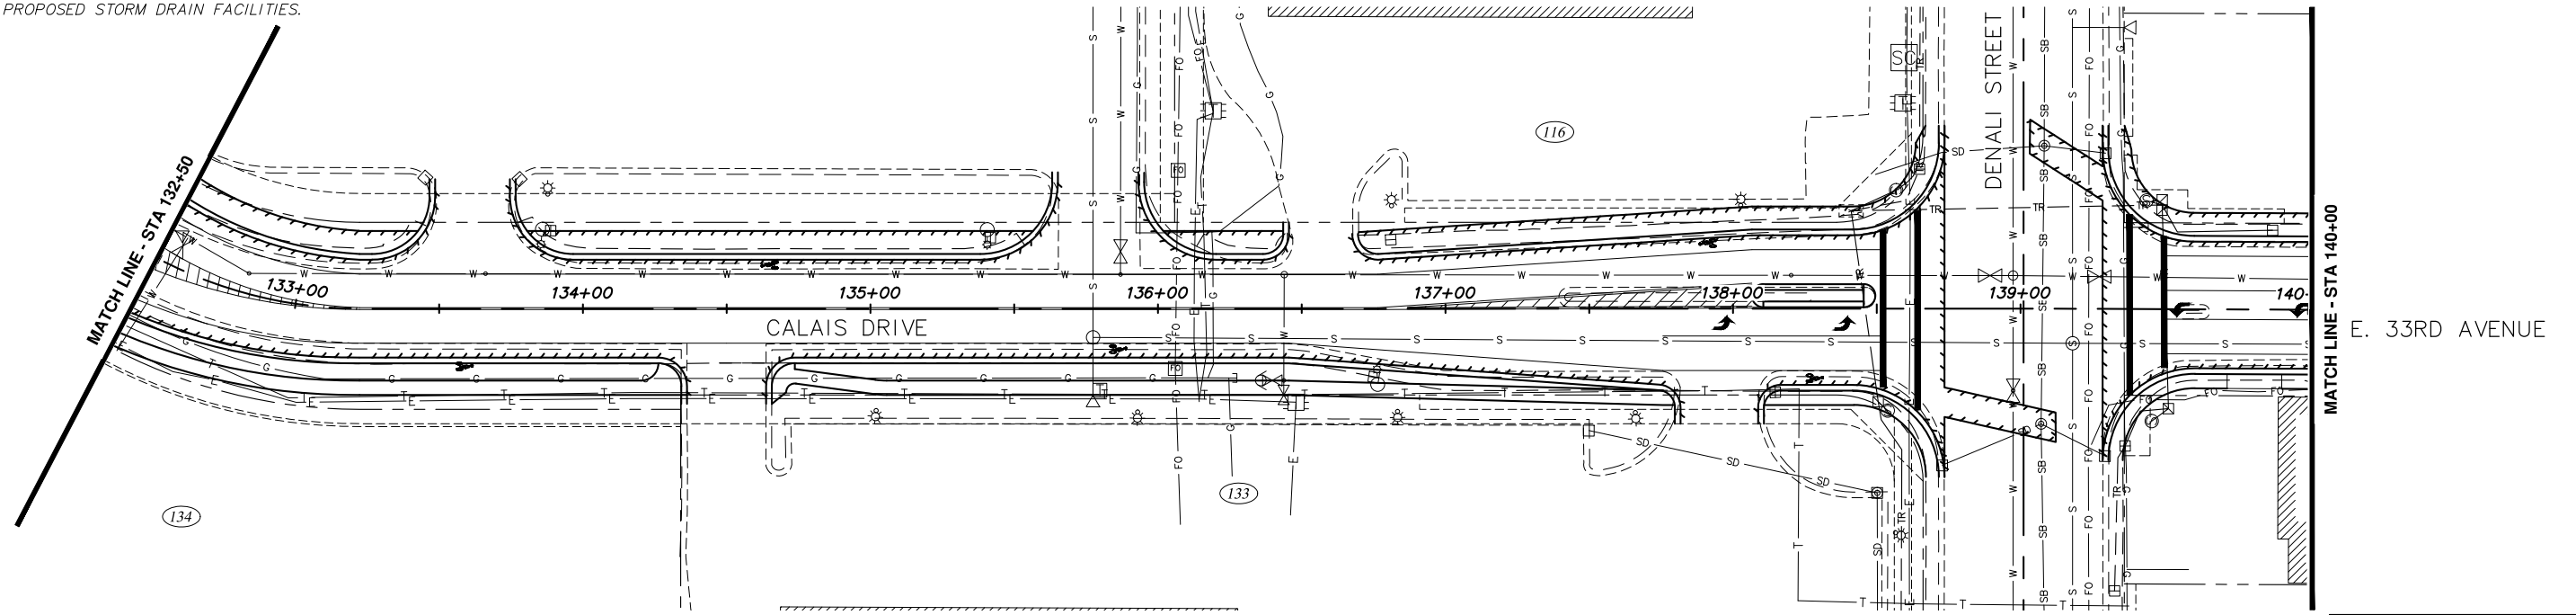 PROPOSED STORM DRAIN FACILITIES.
MATCH LINE - STA 132+50
133+00
134+00
135+00
136+00
137+00
138+00
139+00
140+
CALAIS DRIVE
DENALI STREET
E. 33RD AVENUE
MATCH LINE - STA 140+00
SC
116
133
134